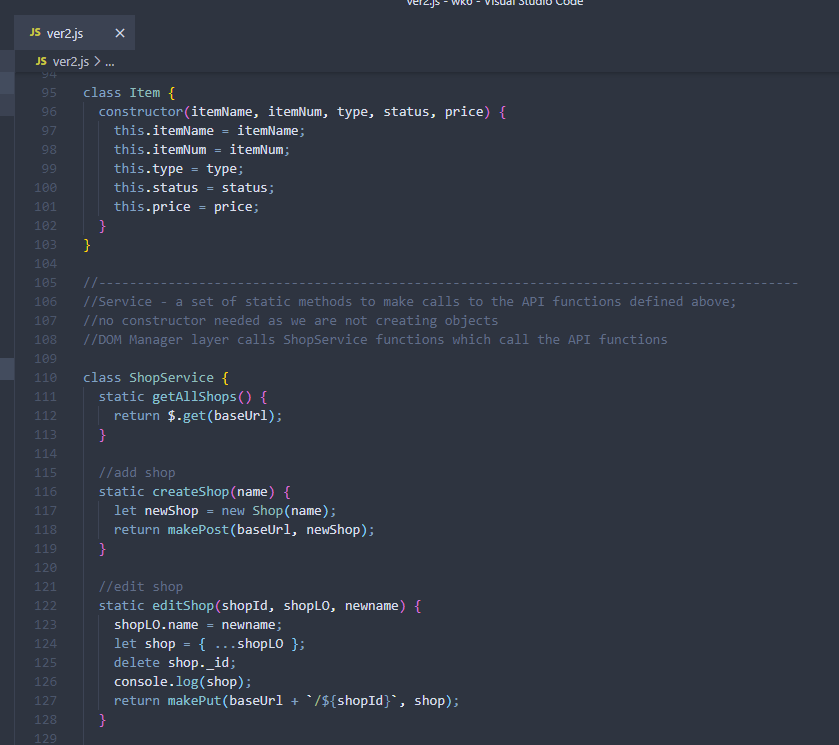 ver2.js - wk6 - Visual Studio Code
JS ver2.js ×
JS ver2.js > ...
94
95 class Item {
96 constructor(itemName, itemNum, type, status, price) {
97 this.itemName = itemName;
98 this.itemNum = itemNum;
99 this.type = type;
100 this.status = status;
101 this.price = price;
102 }
103 }
104
105 //-------------------------------------------------------------------------------------------
106 //Service - a set of static methods to make calls to the API functions defined above;
107 //no constructor needed as we are not creating objects
108 //DOM Manager layer calls ShopService functions which call the API functions
109
110 class ShopService {
111 static getAllShops() {
112 return $.get(baseUrl);
113 }
114
115 //add shop
116 static createShop(name) {
117 let newShop = new Shop(name);
118 return makePost(baseUrl, newShop);
119 }
120
121 //edit shop
122 static editShop(shopId, shopLO, newname) {
123 shopLO.name = newname;
124 let shop = { ...shopLO };
125 delete shop._id;
126 console.log(shop);
127 return makePut(baseUrl + `/${shopId}`, shop);
128 }
129